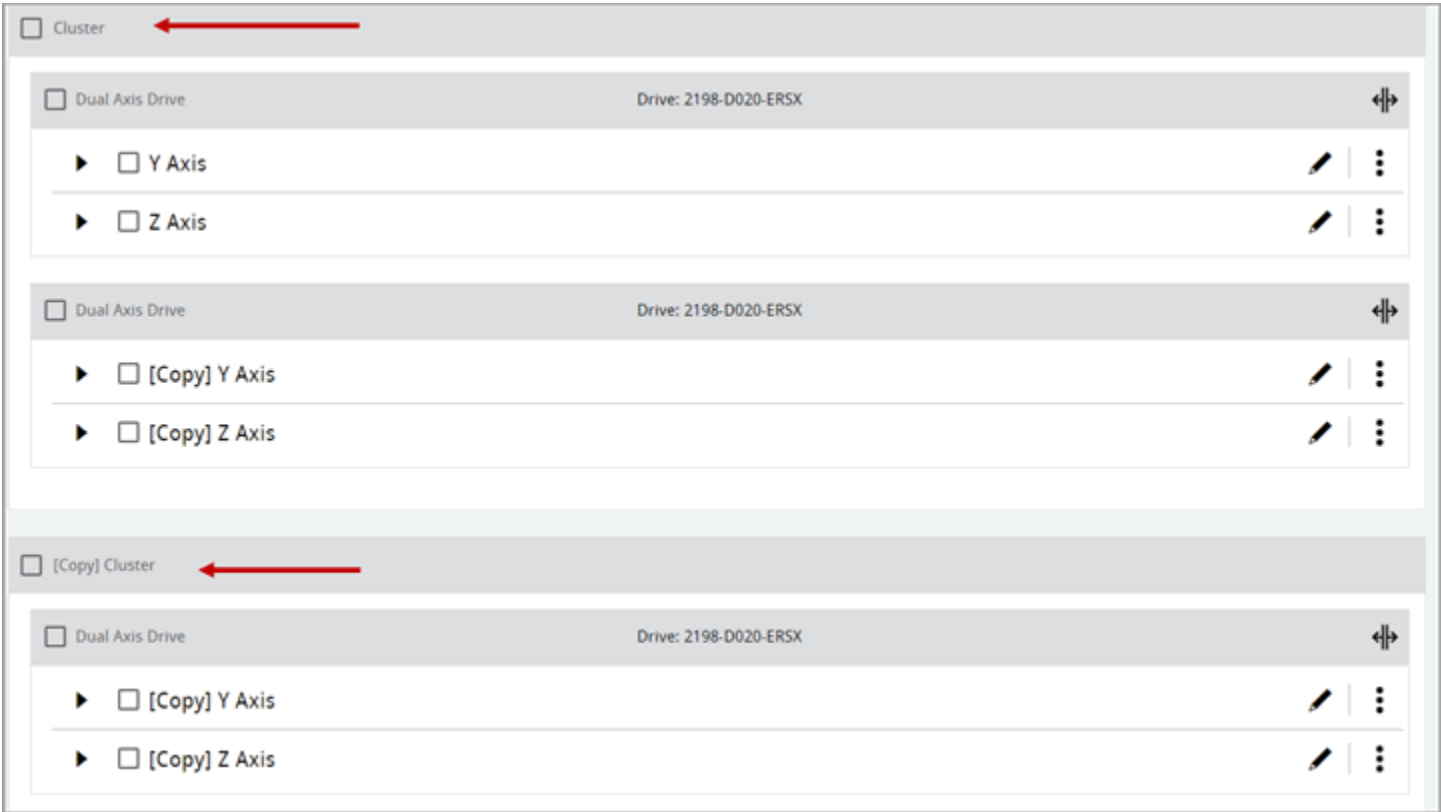 Cluster
Dual Axis Drive Drive: 2198-D020-ERSX
Y Axis
Z Axis
Dual Axis Drive Drive: 2198-D020-ERSX
[Copy] Y Axis
[Copy] Z Axis
[Copy] Cluster
Dual Axis Drive Drive: 2198-D020-ERSX
[Copy] Y Axis
[Copy] Z Axis